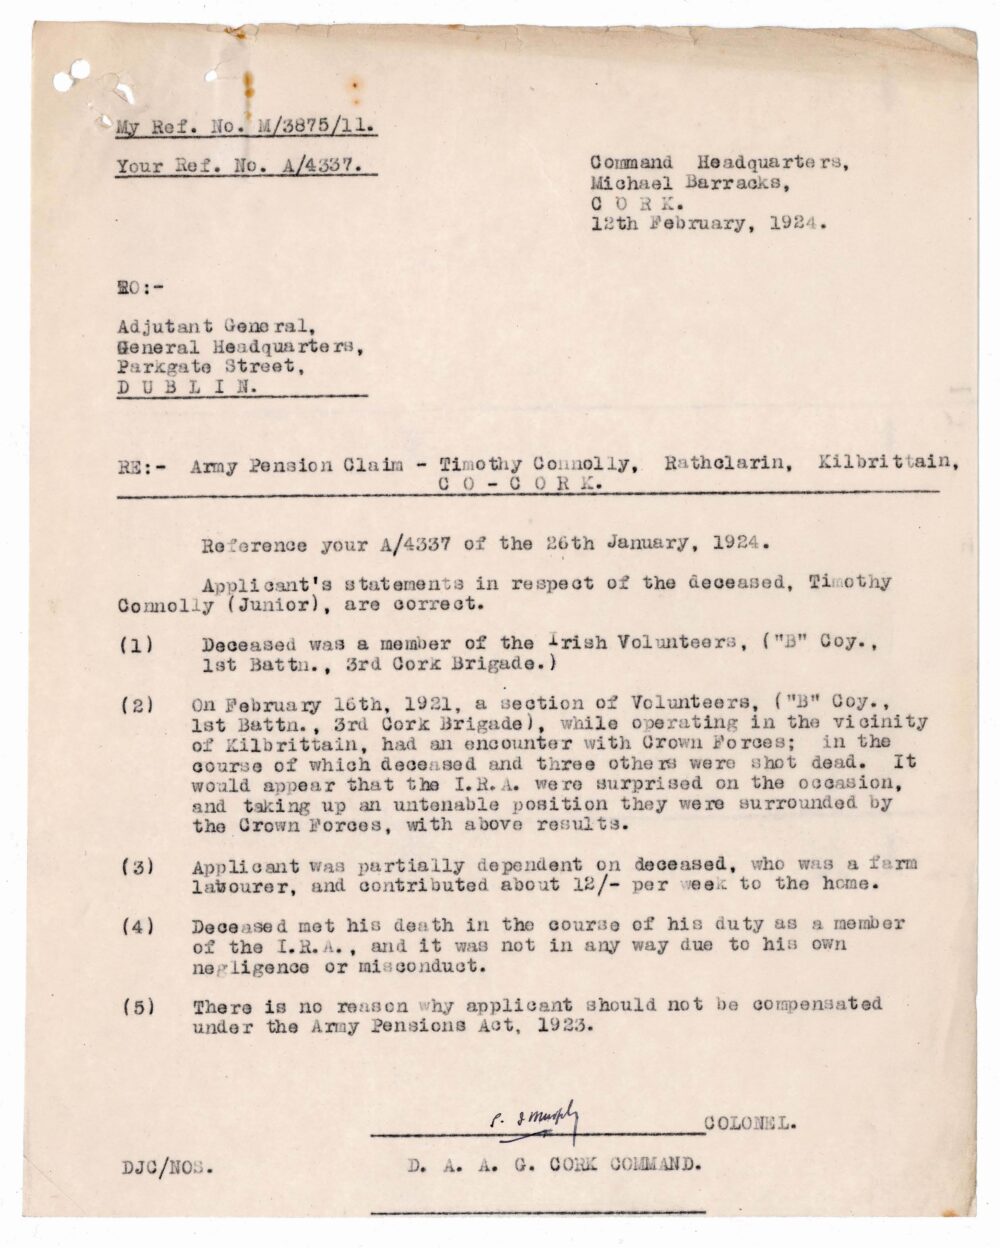 My Ref. No. M/3875/11.
Your Ref. No. A/4337.
Command Headquarters,
Michael Barracks,
C O R K.
12th February, 1924.
TO:-
Adjutant General,
General Headquarters,
Parkgate Street,
D U B L I N.
RE:- Army Pension Claim - Timothy Connolly, Rathclarin, Kilbrittain,
C O - C O R K.
Reference your A/4337 of the 26th January, 1924.
Applicant's statements in respect of the deceased, Timothy
Connolly (Junior), are correct.
(1) Deceased was a member of the Irish Volunteers, ("B" Coy.,
1st Battn., 3rd Cork Brigade.)
(2) On February 16th, 1921, a section of Volunteers, ("B" Coy.,
1st Battn., 3rd Cork Brigade), while operating in the vicinity
of Kilbrittain, had an encounter with Crown Forces; in the
course of which deceased and three others were shot dead. It
would appear that the I.R.A. were surprised on the occasion,
and taking up an untenable position they were surrounded by
the Crown Forces, with above results.
(3) Applicant was partially dependent on deceased, who was a farm
labourer, and contributed about 12/- per week to the home.
(4) Deceased met his death in the course of his duty as a member
of the I.R.A., and it was not in any way due to his own
negligence or misconduct.
(5) There is no reason why applicant should not be compensated
under the Army Pensions Act, 1923.
Murphy COLONEL.
DJC/NOS. D. A. A. G. CORK COMMAND.